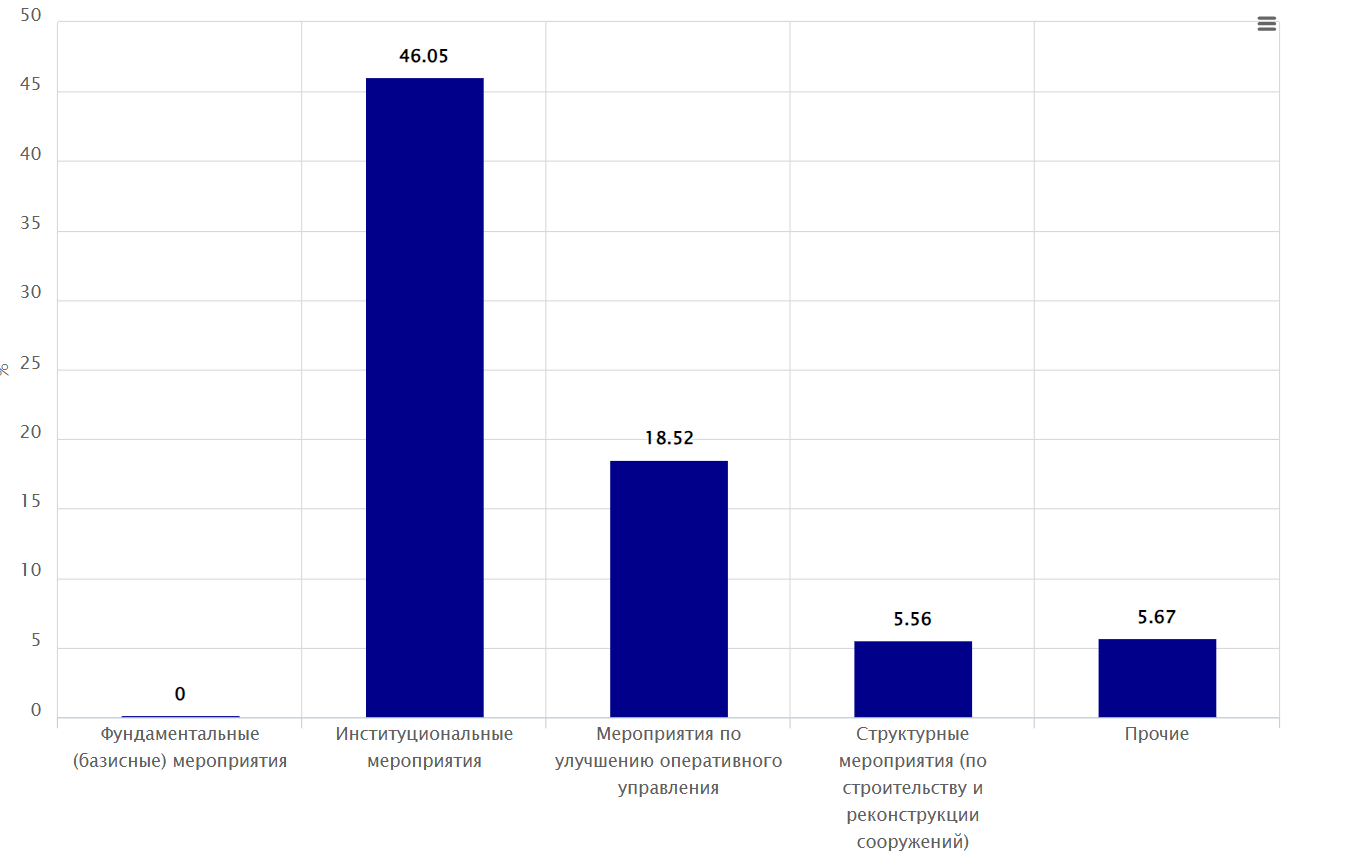 50
45
40
35
30
25
20
15
10
5
0
%
0
46.05
18.52
5.56
5.67
Фундаментальные
(базисные) мероприятия
Институциональные
мероприятия
Мероприятия по
улучшению оперативного
управления
Структурные
мероприятия (по
строительству и
реконструкции
сооружений)
Прочие